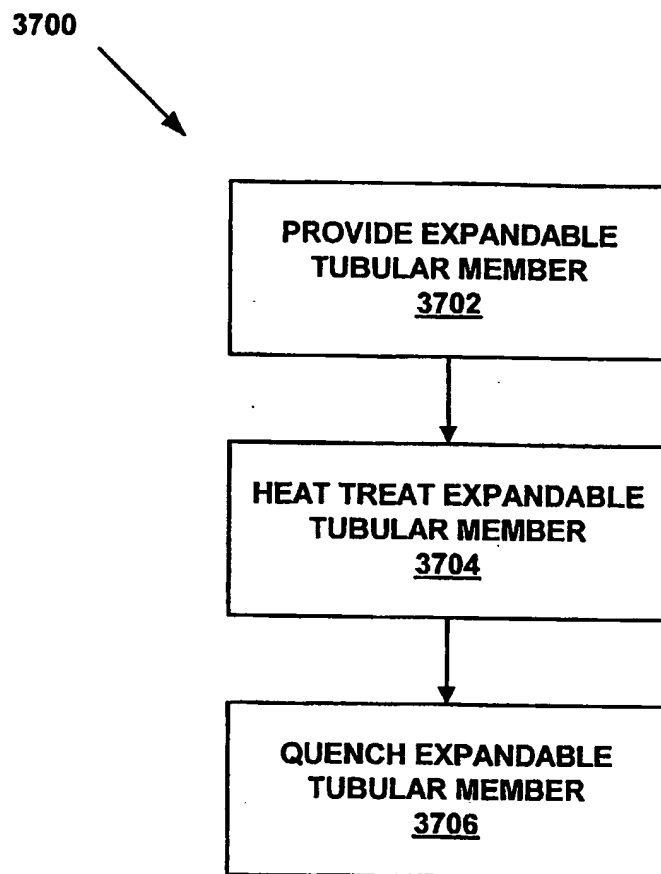 3700
PROVIDE EXPANDABLE
TUBULAR MEMBER
3702
HEAT TREAT EXPANDABLE
TUBULAR MEMBER
3704
QUENCH EXPANDABLE
TUBULAR MEMBER
3706